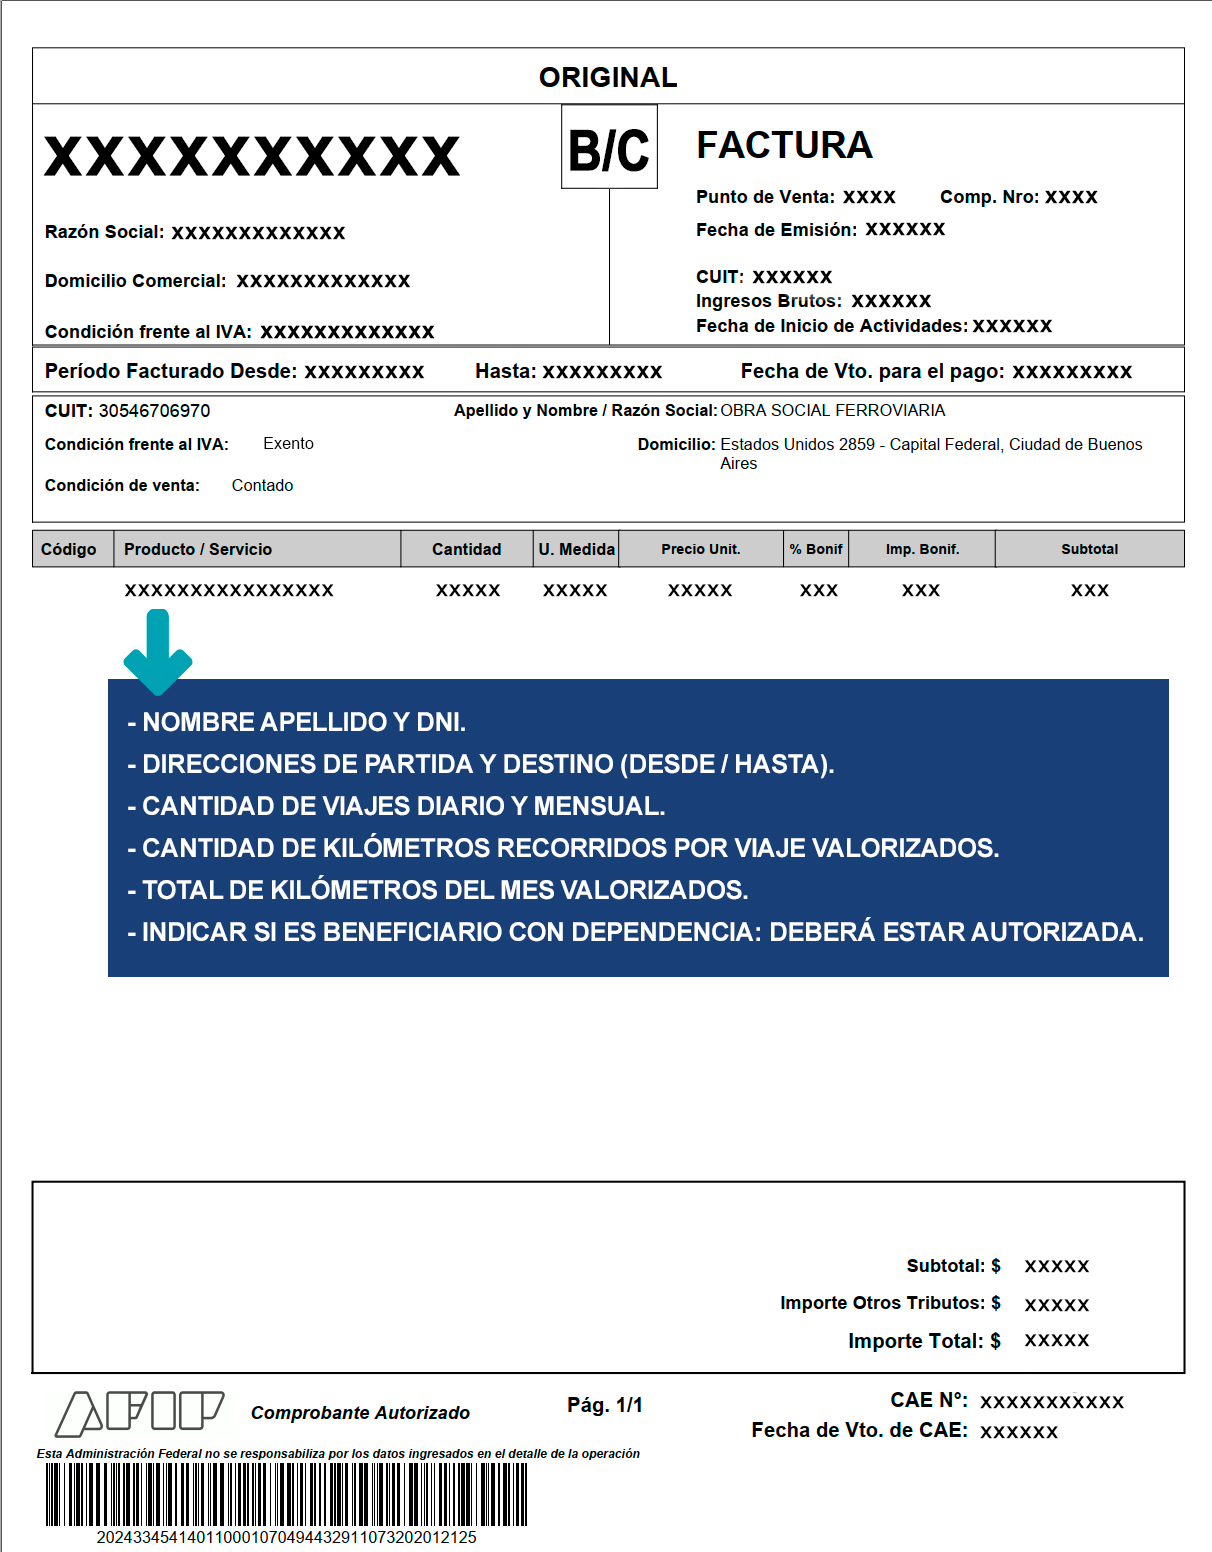 ORIGINAL
XXXXXXXXXX
B/C
FACTURA
Punto de Venta: XXXX Comp. Nro: XXXX
Razón Social: XXXXXXXXXXXXX
Fecha de Emisión: XXXXXX
Domicilio Comercial: XXXXXXXXXXXXX
CUIT: XXXXXX
Ingresos Brutos: XXXXXX
Condición frente al IVA: XXXXXXXXXXXXX
Fecha de Inicio de Actividades: XXXXXX
Período Facturado Desde: XXXXXXXXX Hasta: XXXXXXXXX Fecha de Vto. para el pago: XXXXXXXXX
CUIT: 30546706970 Apellido y Nombre / Razón Social: OBRA SOCIAL FERROVIARIA
Condición frente al IVA: Exento Domicilio: Estados Unidos 2859 - Capital Federal, Ciudad de Buenos
Aires
Condición de venta: Contado
Código Producto / Servicio Cantidad U. Medida Precio Unit. % Bonif Imp. Bonif. Subtotal
XXXXXXXXXXXXXXXX XXXXX XXXXX XXXXX XXX XXX XXX
- NOMBRE APELLIDO Y DNI.
- DIRECCIONES DE PARTIDA Y DESTINO (DESDE / HASTA).
- CANTIDAD DE VIAJES DIARIO Y MENSUAL.
- CANTIDAD DE KILÓMETROS RECORRIDOS POR VIAJE VALORIZADOS.
- TOTAL DE KILÓMETROS DEL MES VALORIZADOS.
- INDICAR SI ES BENEFICIARIO CON DEPENDENCIA: DEBERÁ ESTAR AUTORIZADA.
Subtotal: $ XXXXX
Importe Otros Tributos: $ XXXXX
Importe Total: $ XXXXX
AFIP Comprobante Autorizado Pág. 1/1 CAE N°: XXXXXXXXXXX
Fecha de Vto. de CAE: XXXXXX
Esta Administración Federal no se responsabiliza por los datos ingresados en el detalle de la operación
2024334541401100010704944329110732020121​25